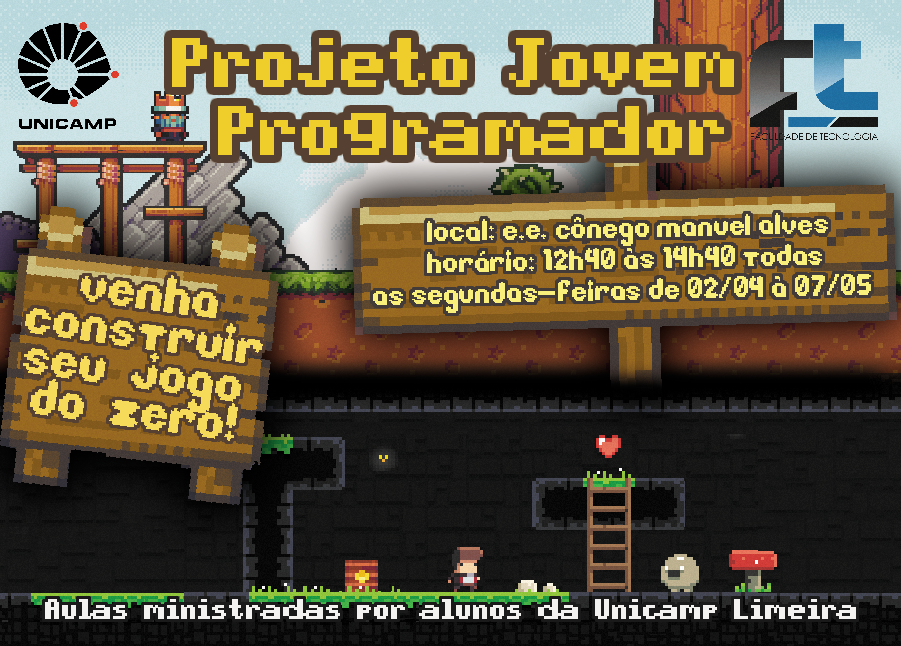 Projeto Jovem
Programador
UNICAMP
FACULDADE DE TECNOLOGIA
local: e.e. cônego manuel alves
horário: 12h40 às 14h40 todas
as segundas-feiras de 02/04 à 07/05
venha
construir
seu jogo
do zero!
Aulas ministradas por alunos da Unicamp Limeira